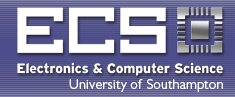 ECS
Electronics & Computer Science
University of Southampton